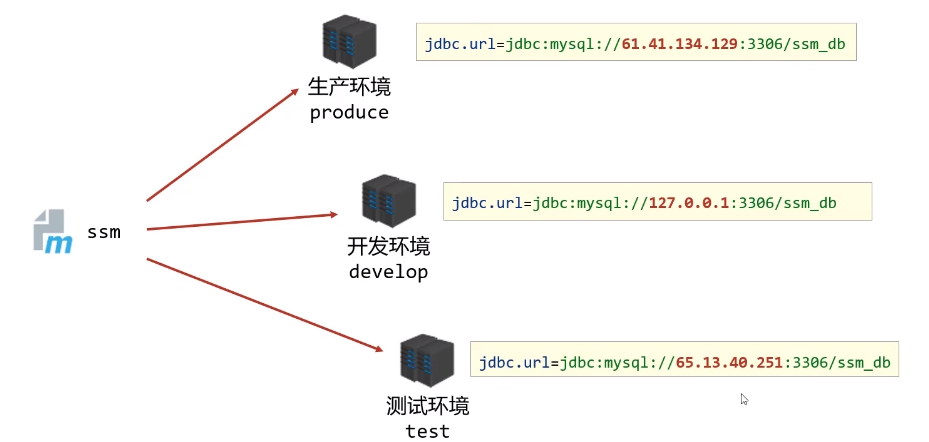 jdbc.url=jdbc:mysql://61.41.134.129:3306/ssm_db
生产环境
produce
jdbc.url=jdbc:mysql://127.0.0.1:3306/ssm_db
m ssm
开发环境
develop
jdbc.url=jdbc:mysql://65.13.40.251:3306/ssm_db
测试环境
test